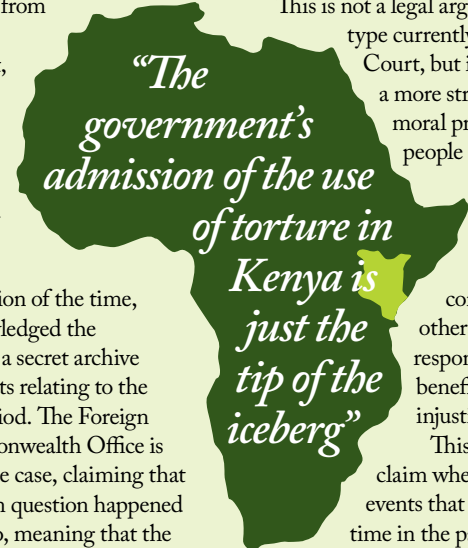 from
,
ion of the time,
ledged the
a secret archive
ts relating to the
iod. The Foreign
onwealth Office is
e case, claiming that
n question happened
o, meaning that the
“The
government’s
admission of the use
of torture in
Kenya is
just the
tip of the
iceberg”
This is not a legal arg
type currently
Court, but i
a more str
moral pr
people
co
other
respon
benef
injust
This
claim whe
events that
time in the p